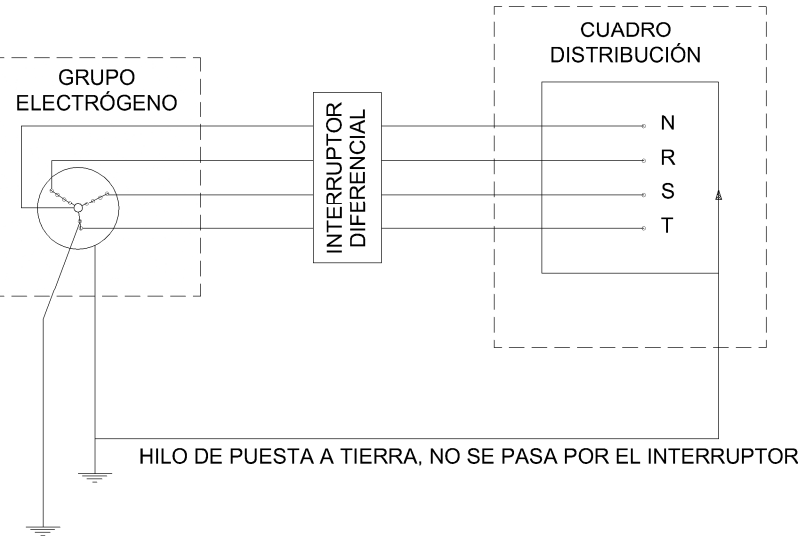 CUADRO
DISTRIBUCIÓN
GRUPO
ELECTRÓGENO
INTERRUPTOR
DIFERENCIAL
N
R
S
T
HILO DE PUESTA A TIERRA, NO SE PASA POR EL INTERRUPTOR